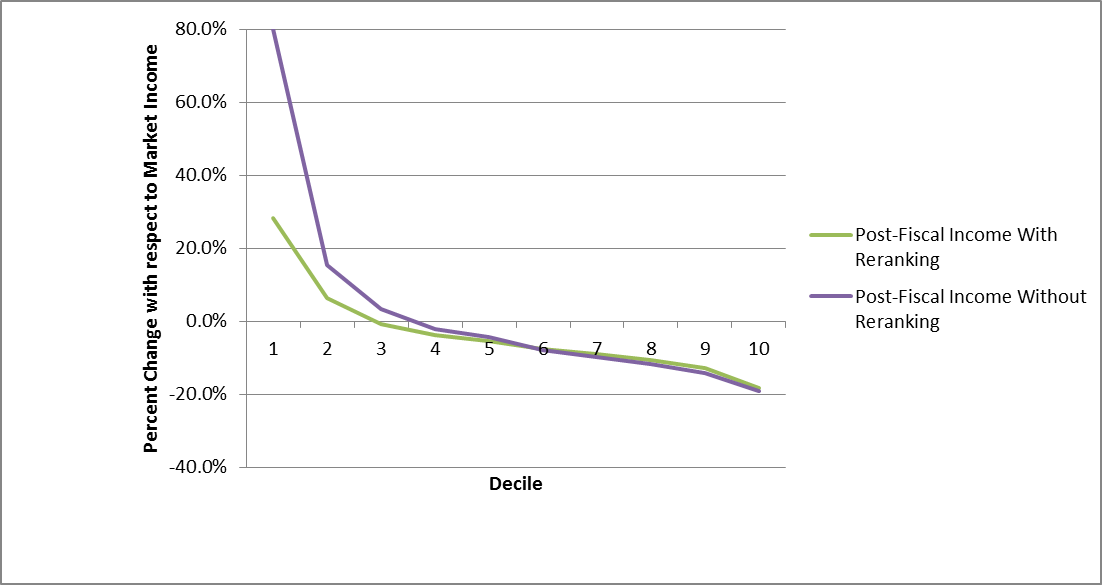 80.0%
60.0%
40.0%
20.0%
0.0%
-20.0%
-40.0%
Percent Change with respect to Market Income
1 2 3 4 5 6 7 8 9 10
Decile
Post-Fiscal Income With
Reranking
Post-Fiscal Income Without
Reranking